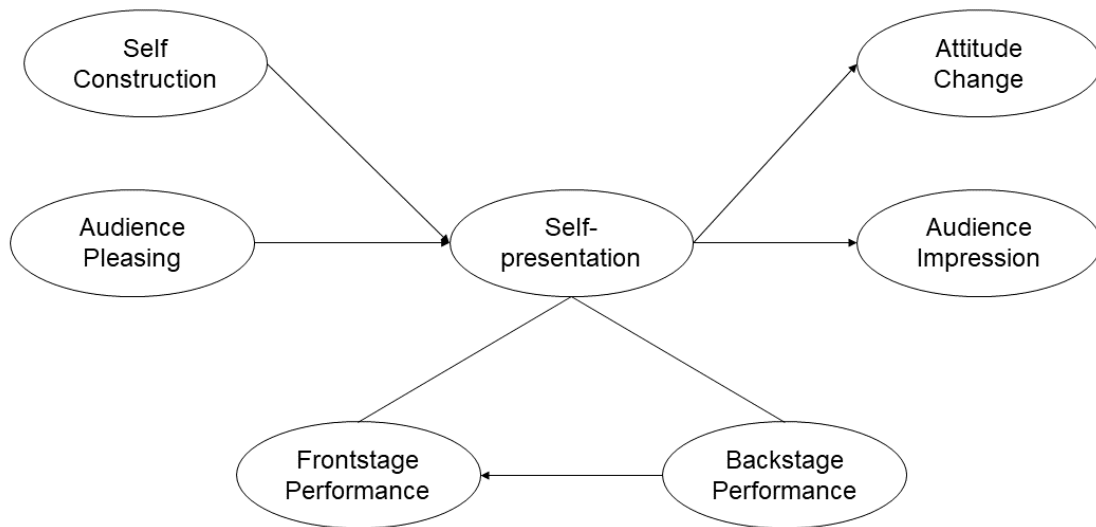 Self
Construction
Attitude
Change
Audience
Pleasing
Self-
presentation
Audience
Impression
Frontstage
Performance
Backstage
Performance